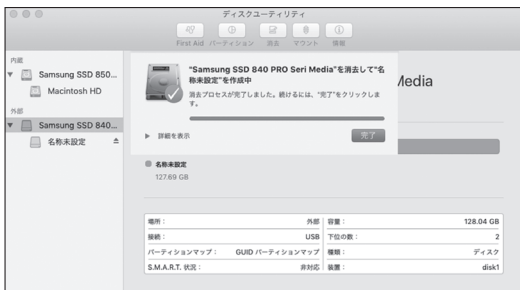 ディスクユーティリティ
First Aid パーティション 消去 マウント 情報
内蔵
Samsung SSD 850...
Macintosh HD
外部
Samsung SSD 840...
名称未設定
"Samsung SSD 840 PRO Seri Media"を消去して"名
称未設定"を作成中
消去プロセスが完了しました。続けるには、"完了"をクリックしま
す。
詳細を表示
完了
Media
名称未設定
127.69 GB
場所： 外部 容量： 128.04 GB
接続： USB 下位の数： 2
パーティションマップ： GUID パーティションマップ 種類： ディスク
S.M.A.R.T. 状況： 非対応 装置： disk1